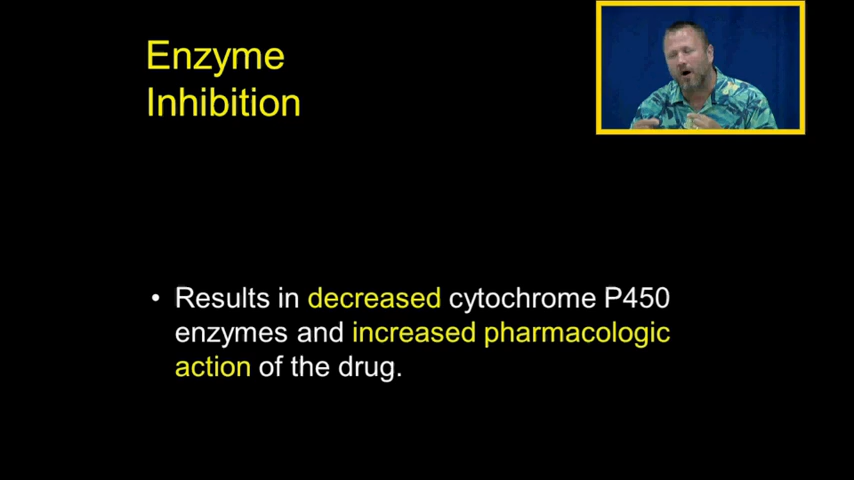 Enzyme
Inhibition
• Results in decreased cytochrome P450
enzymes and increased pharmacologic
action of the drug.